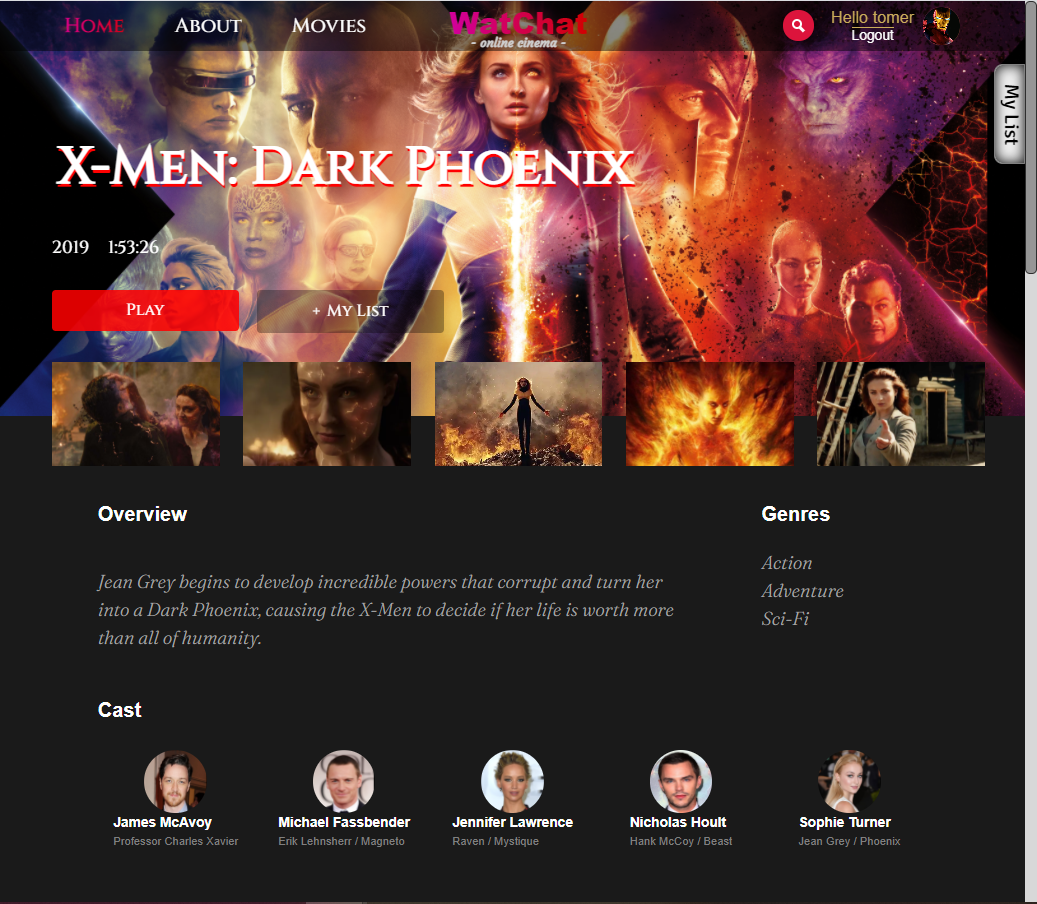 Home About Movies WatChat Hello tomer
- online cinema - Logout
My List
X-Men: Dark Phoenix
2019 1:53:26
Play + My List
Overview Genres
Jean Grey begins to develop incredible powers that corrupt and turn her
into a Dark Phoenix, causing the X-Men to decide if her life is worth more
than all of humanity.
Action
Adventure
Sci-Fi
Cast
James McAvoy Michael Fassbender Jennifer Lawrence Nicholas Hoult Sophie Turner
Professor Charles Xavier Erik Lehnsherr / Magneto Raven / Mystique Hank McCoy / Beast Jean Grey / Phoenix